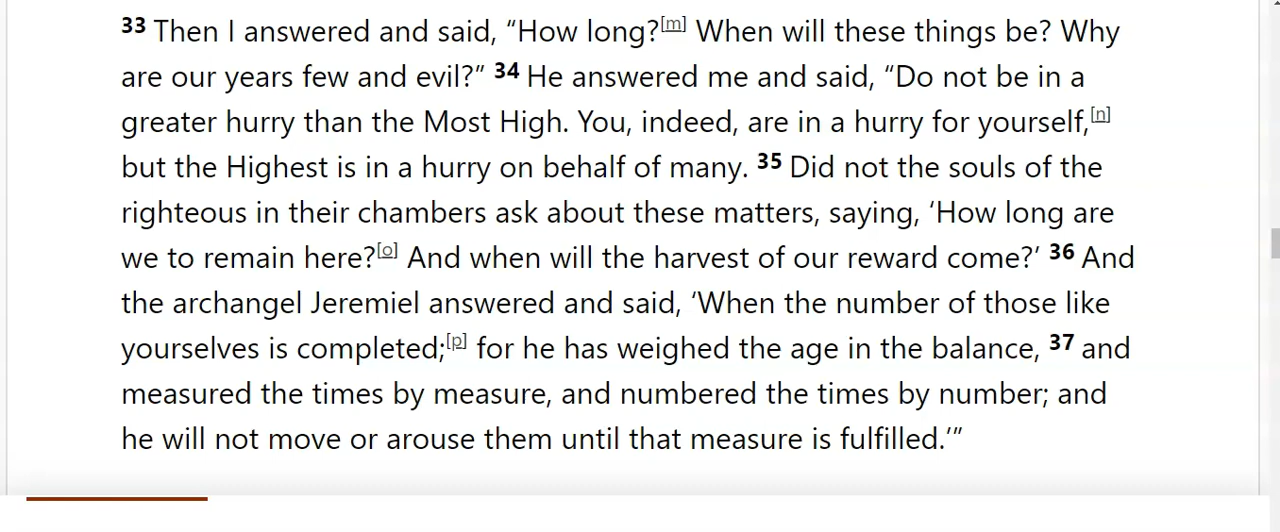 33 Then I answered and said, “How long?[m] When will these things be? Why
are our years few and evil?” 34 He answered me and said, “Do not be in a
greater hurry than the Most High. You, indeed, are in a hurry for yourself,[n]
but the Highest is in a hurry on behalf of many. 35 Did not the souls of the
righteous in their chambers ask about these matters, saying, ‘How long are
we to remain here?[o] And when will the harvest of our reward come?’ 36 And
the archangel Jeremiel answered and said, ‘When the number of those like
yourselves is completed;[p] for he has weighed the age in the balance, 37 and
measured the times by measure, and numbered the times by number; and
he will not move or arouse them until that measure is fulfilled.’”